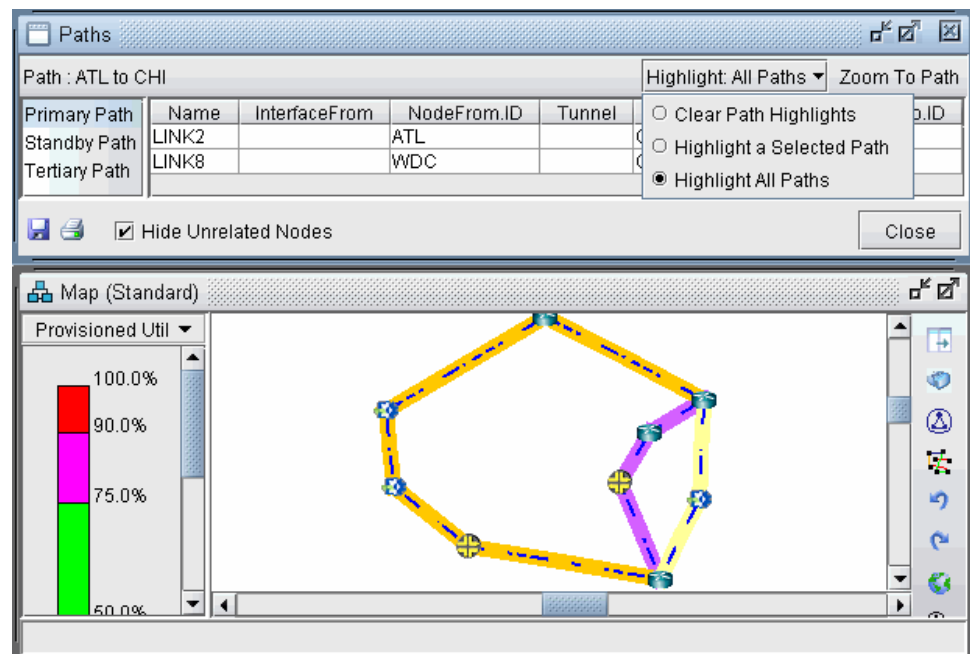 Paths
Path : ATL to CHI
Highlight: All Paths
Zoom To Path
Primary Path
Standby Path
Tertiary Path
Name InterfaceFrom NodeFrom.ID Tunnel
LINK2 ATL
LINK8 WDC
Clear Path Highlights
Highlight a Selected Path
Highlight All Paths
Hide Unrelated Nodes
Close
Map (Standard)
Provisioned Util
100.0%
90.0%
75.0%
50.0%